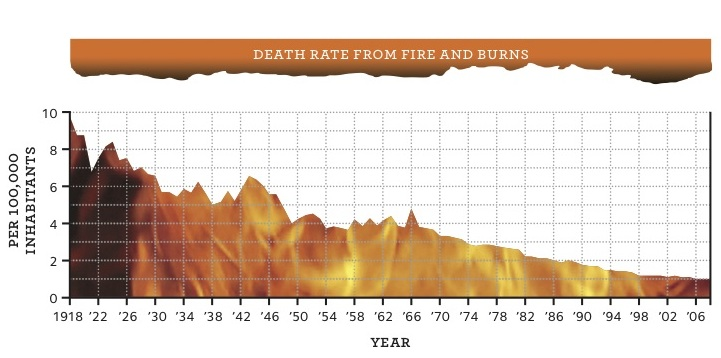 DEATH RATE FROM FIRE AND BURNS
PER 100,000
INHABITANTS
10
8
6
4
2
0
1918 ’22 ’26 ’30 ’34 ’38 ’42 ’46 ’50 ’54 ’58 ’62 ’66 ’70 ’74 ’78 ’82 ’86 ’90 ’94 ’98 ’02 ’06
YEAR